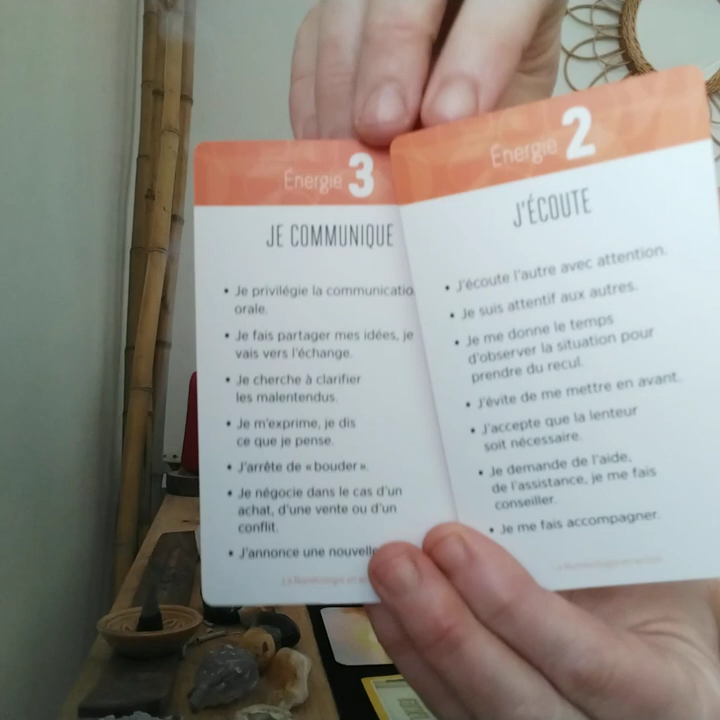 Énergie 3
JE COMMUNIQUE
• Je privilégie la communicatio
orale.
• Je fais partager mes idées, je
vais vers l'échange.
• Je cherche à clarifier
les malentendus.
• Je m'exprime, je dis
ce que je pense.
• J'arrête de « bouder ».
• Je négocie dans le cas d'un
achat, d'une vente ou d'un
conflit.
• J'annonce une nouvelle
Énergie 2
J'ÉCOUTE
• J'écoute l'autre avec attention.
• Je suis attentif aux autres.
• Je me donne le temps
d'observer la situation pour
prendre du recul.
• J'évite de me mettre en avant.
• J'accepte que la lenteur
soit nécessaire.
• Je demande de l'aide,
de l'assistance, je me fais
conseiller.
• Je me fais accompagner.